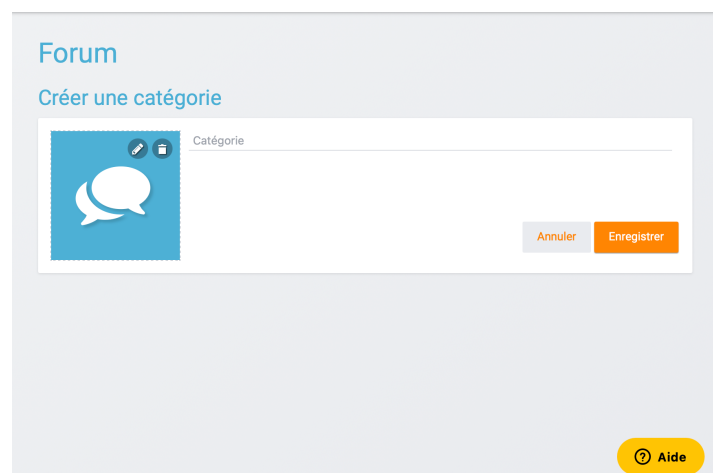 Forum
Créer une catégorie
Catégorie
Annuler
Enregistrer
Aide